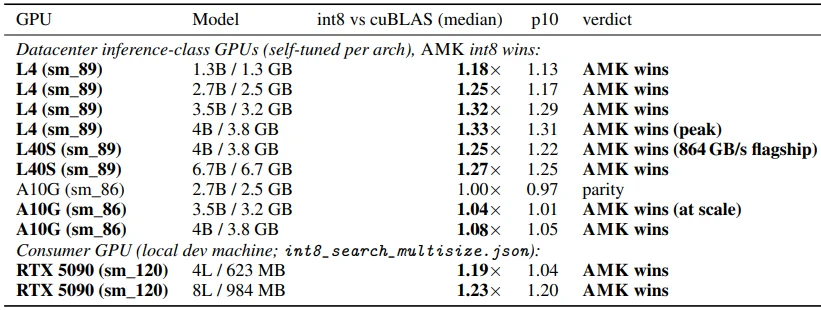 GPU Model int8 vs cuBLAS (median) p10 verdict
Datacenter inference-class GPUs (self-tuned per arch), AMK int8 wins:
L4 (sm_89) 1.3B / 1.3 GB 1.18× 1.13 AMK wins
L4 (sm_89) 2.7B / 2.5 GB 1.25× 1.17 AMK wins
L4 (sm_89) 3.5B / 3.2 GB 1.32× 1.29 AMK wins
L4 (sm_89) 4B / 3.8 GB 1.33× 1.31 AMK wins (peak)
L40S (sm_89) 4B / 3.8 GB 1.25× 1.22 AMK wins (864 GB/s flagship)
L40S (sm_89) 6.7B / 6.7 GB 1.27× 1.25 AMK wins
A10G (sm_86) 2.7B / 2.5 GB 1.00× 0.97 parity
A10G (sm_86) 3.5B / 3.2 GB 1.04× 1.01 AMK wins (at scale)
A10G (sm_86) 4B / 3.8 GB 1.08× 1.05 AMK wins
Consumer GPU (local dev machine; int8_search_multisize.json):
RTX 5090 (sm_120) 4L / 623 MB 1.19× 1.04 AMK wins
RTX 5090 (sm_120) 8L / 984 MB 1.23× 1.20 AMK wins